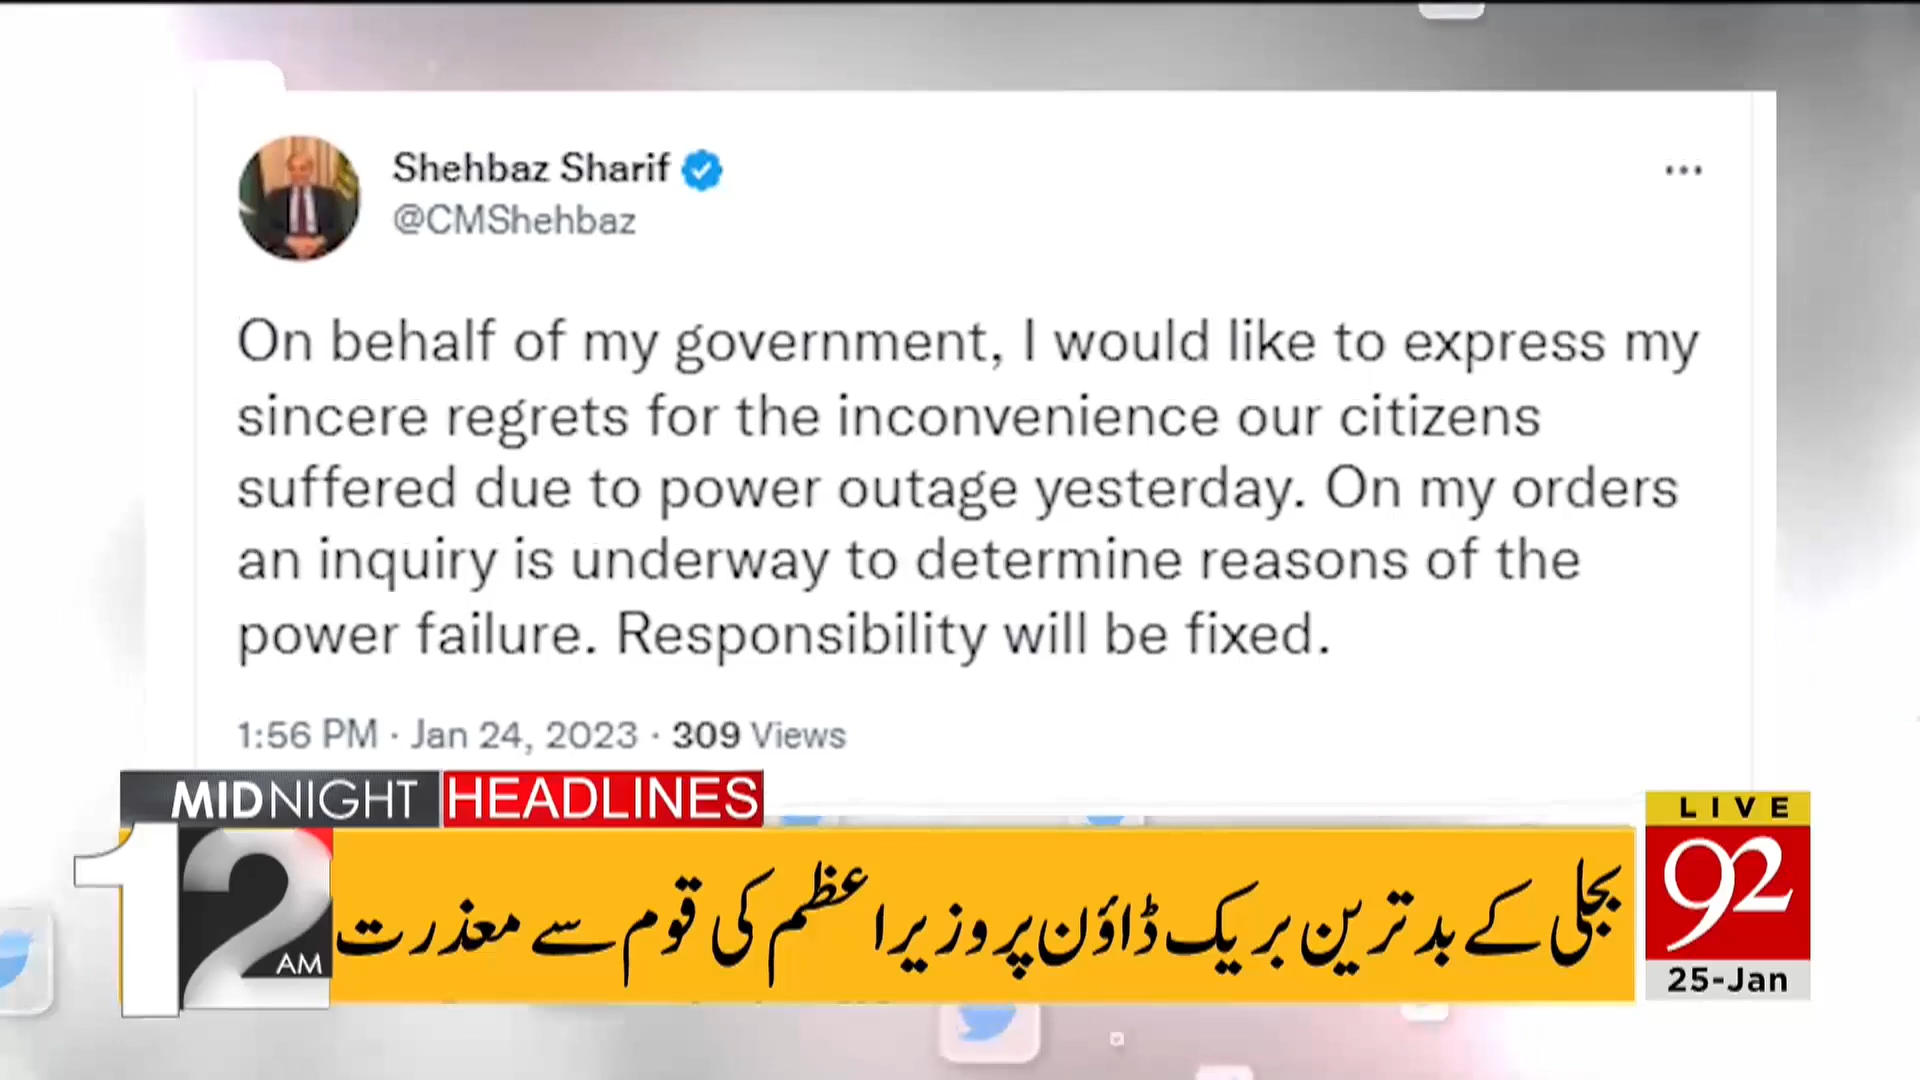 Shehbaz Sharif
@CMShehbaz
On behalf of my government, I would like to express my
sincere regrets for the inconvenience our citizens
suffered due to power outage yesterday. On my orders
an inquiry is underway to determine reasons of the
power failure. Responsibility will be fixed.
1:56 PM · Jan 24, 2023 · 309 Views
MIDNIGHT HEADLINES
12 AM
بجلی کے بدترین بریک ڈاؤن پر وزیراعظم کی قوم سے معذرت
LIVE
92
25-Jan